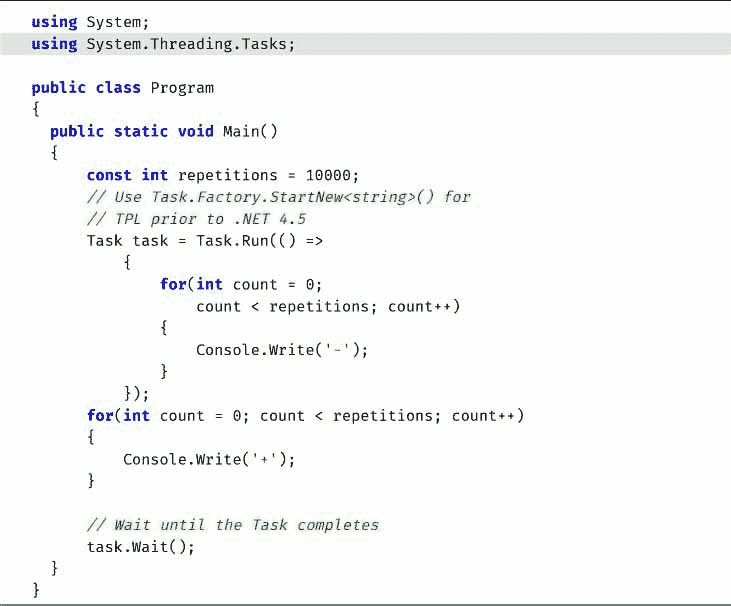 using System;
using System.Threading.Tasks;
public class Program
{
public static void Main()
{
const int repetitions = 10000;
// Use Task.Factory.StartNew<string>() for
// TPL prior to .NET 4.5
Task task = Task.Run(() =>
{
for(int count = 0;
count < repetitions; count++)
{
Console.Write('-');
}
});
for(int count = 0; count < repetitions; count++)
{
Console.Write('+');
}
// Wait until the Task completes
task.Wait();
}
}